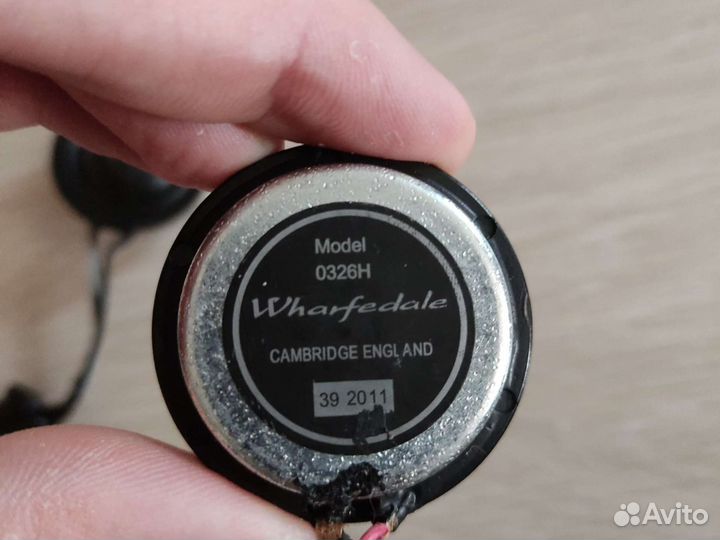 Model
0326H
Wharfedale
CAMBRIDGE ENGLAND
39 2011
Avito